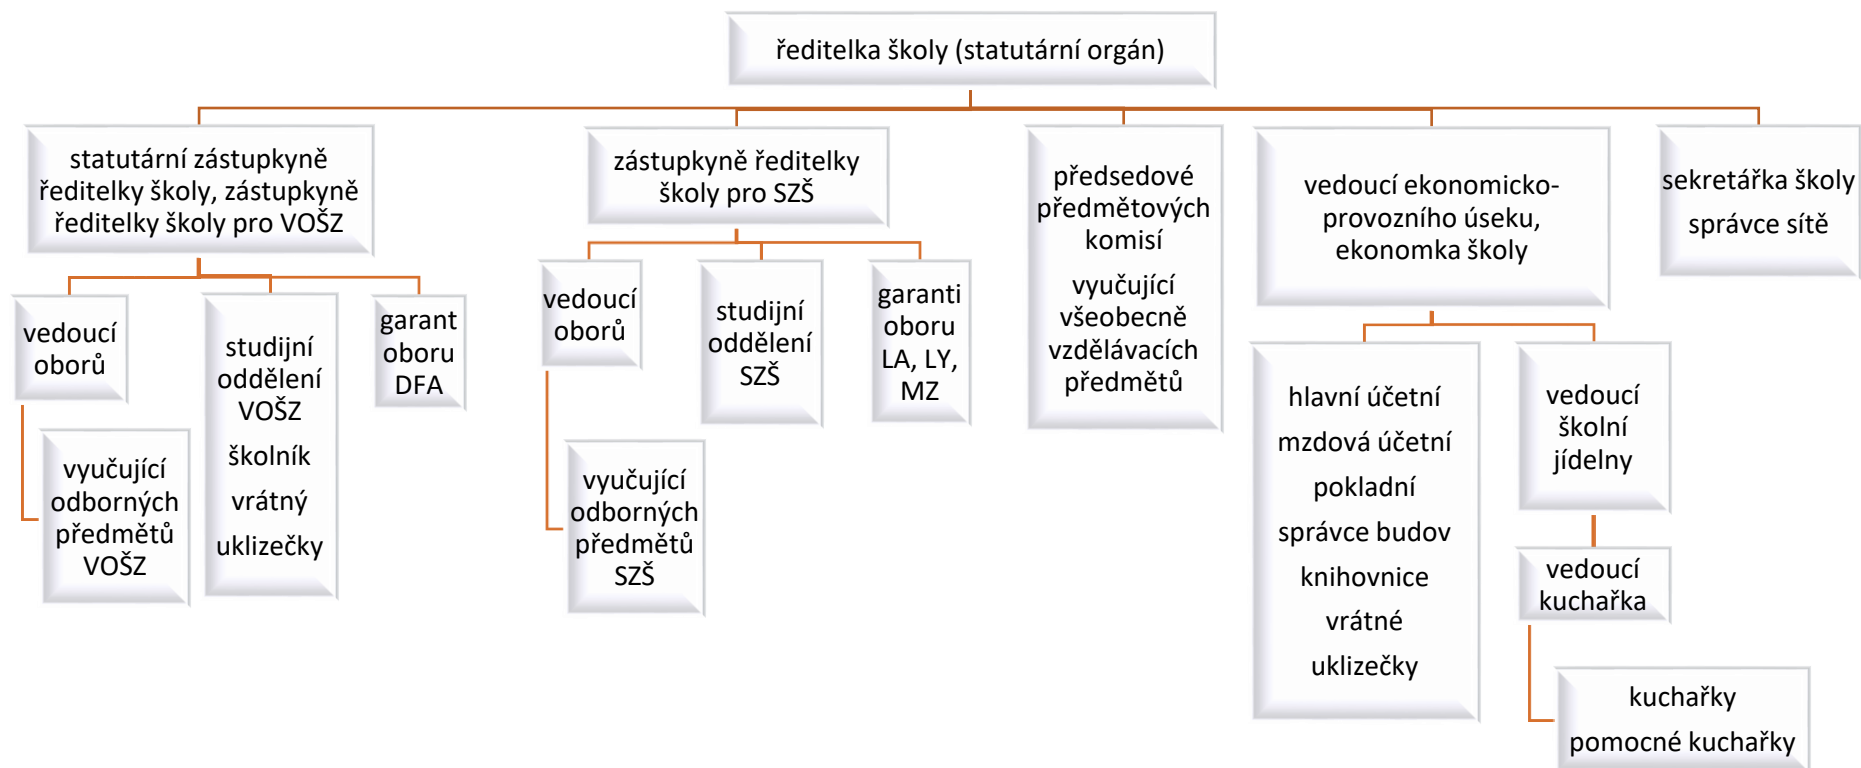 ředitelka školy (statutární orgán)
statutární zástupkyně
ředitelky školy, zástupkyně
ředitelky školy pro VOŠZ
vedoucí
oborů
vyučující
odborných
předmětů
VOŠZ
studijní
oddělení
VOŠZ
školník
vrátný
uklizečky
garant
oboru
DFA
zástupkyně ředitelky
školy pro SZŠ
vedoucí
oborů
vyučující
odborných
předmětů
SZŠ
studijní
oddělení
SZŠ
garanti
oboru
LA, LY,
MZ
předsedové
předmětových
komisí
vyučující
všeobecně
vzdělávacích
předmětů
vedoucí ekonomicko-
provozního úseku,
ekonomka školy
hlavní účetní
mzdová účetní
pokladní
správce budov
knihovnice
vrátné
uklizečky
vedoucí
školní
jídelny
vedoucí
kuchařka
kuchařky
pomocné kuchařky
sekretářka školy
správce sítě